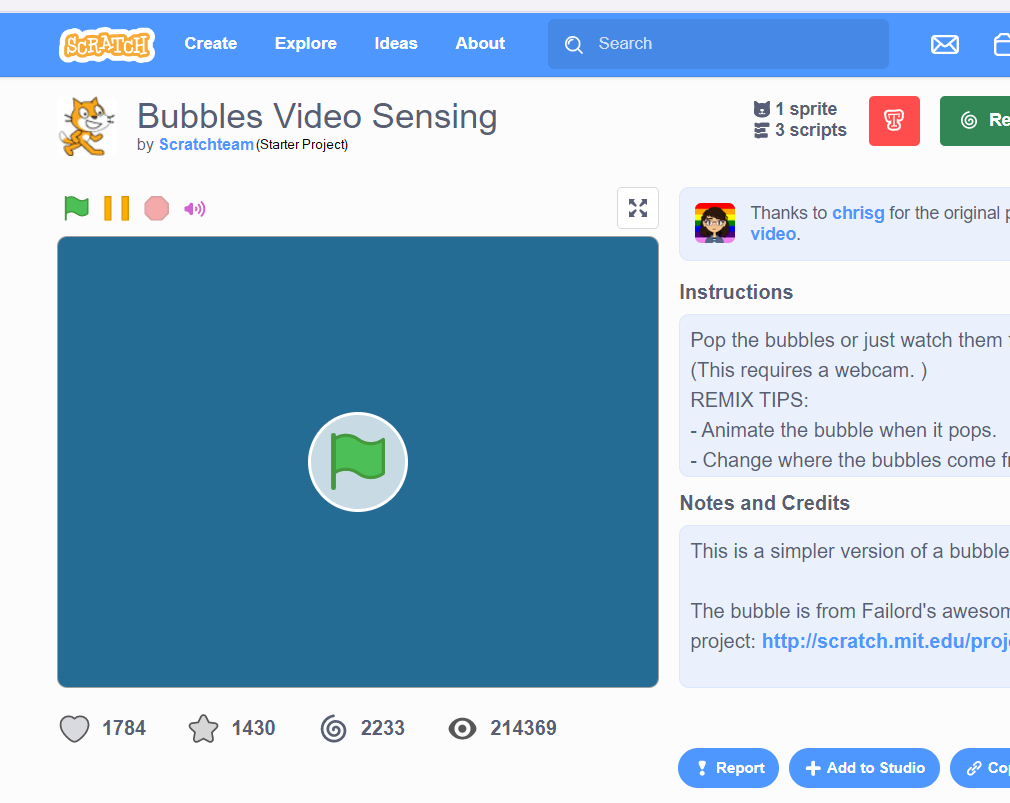 SCRATCH Create Explore Ideas About Search
Bubbles Video Sensing
by Scratchteam (Starter Project)
1 sprite
3 scripts
Re
Thanks to chrisg for the original p
video.
Instructions
Pop the bubbles or just watch them
(This requires a webcam. )
REMIX TIPS:
- Animate the bubble when it pops.
- Change where the bubbles come fr
Notes and Credits
This is a simpler version of a bubble
The bubble is from Failord's awesom
project: http://scratch.mit.edu/proj
1784 1430 2233 214369
Report Add to Studio Cop